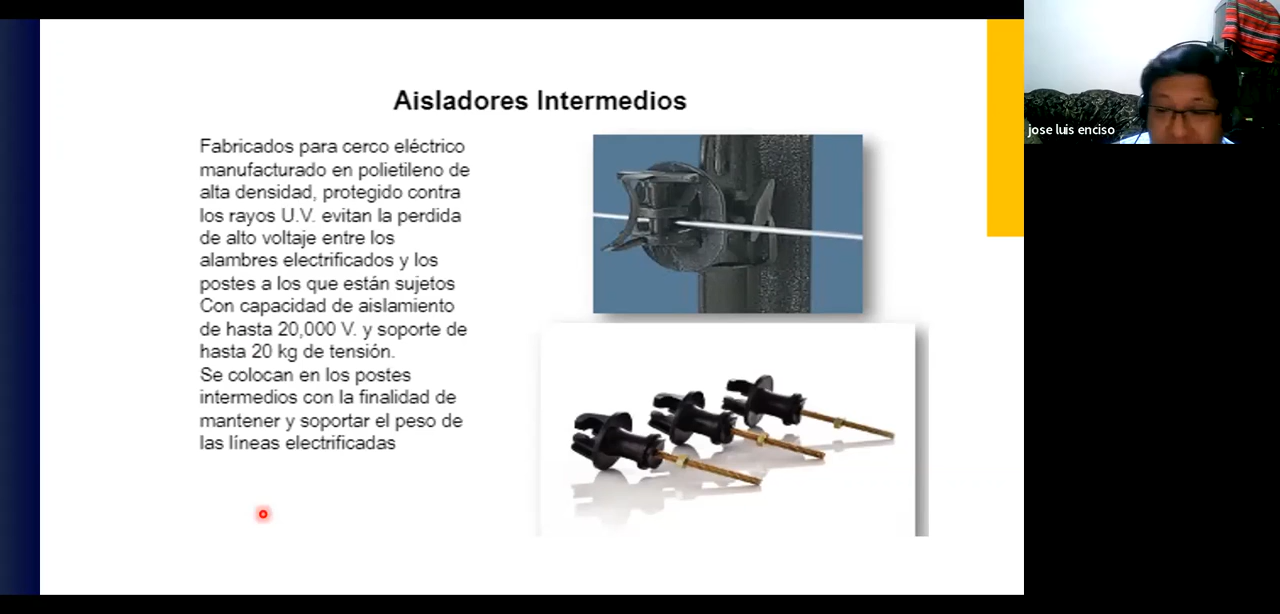 Aisladores Intermedios
Fabricados para cerco eléctrico
manufacturado en polietileno de
alta densidad, protegido contra
los rayos U.V. evitan la perdida
de alto voltaje entre los
alambres electrificados y los
postes a los que están sujetos
Con capacidad de aislamiento
de hasta 20,000 V. y soporte de
hasta 20 kg de tensión.
Se colocan en los postes
intermedios con la finalidad de
mantener y soportar el peso de
las líneas electrificadas
jose luis enciso